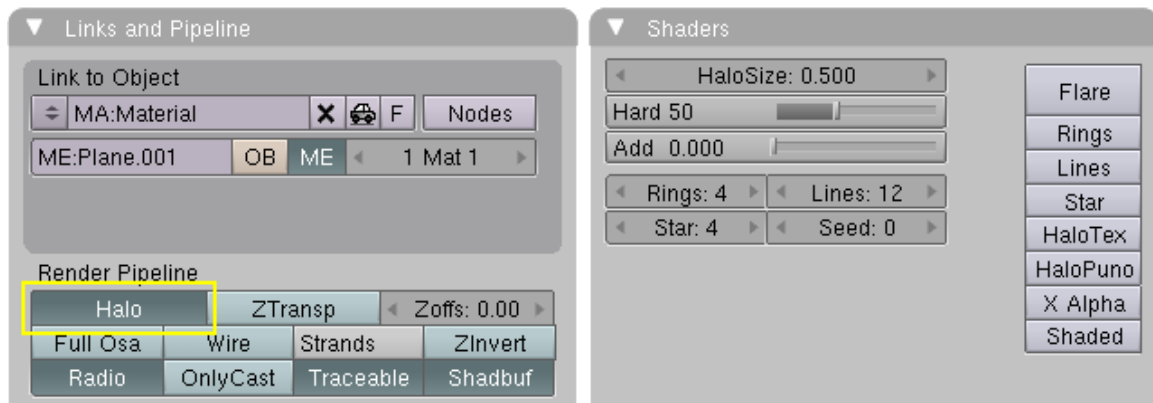 Links and Pipeline
Link to Object
MA:Material F Nodes
ME:Plane.001 OB ME 1 Mat 1
Render Pipeline
Halo ZTransp Zoffs: 0.00
Full Osa Wire Strands ZInvert
Radio OnlyCast Traceable Shadbuf
Shaders
HaloSize: 0.500
Hard 50
Add 0.000
Rings: 4 Lines: 12
Star: 4 Seed: 0
Flare
Rings
Lines
Star
HaloTex
HaloPuno
X Alpha
Shaded